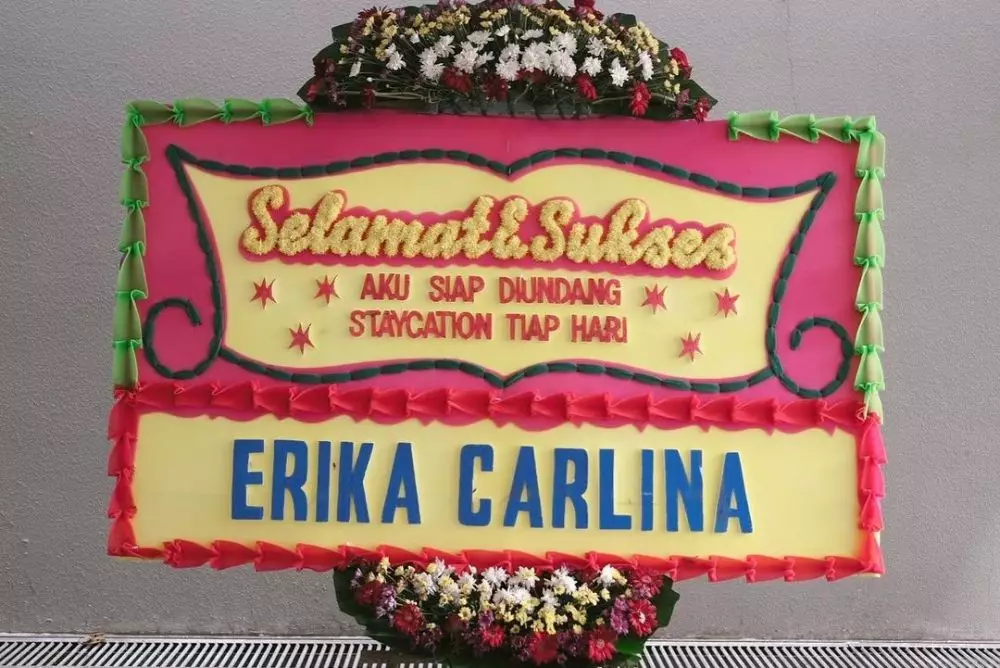 Selamat & Sukses
AKU SIAP DIUNDANG
STAYCATION TIAP HARI
ERIKA CARLINA